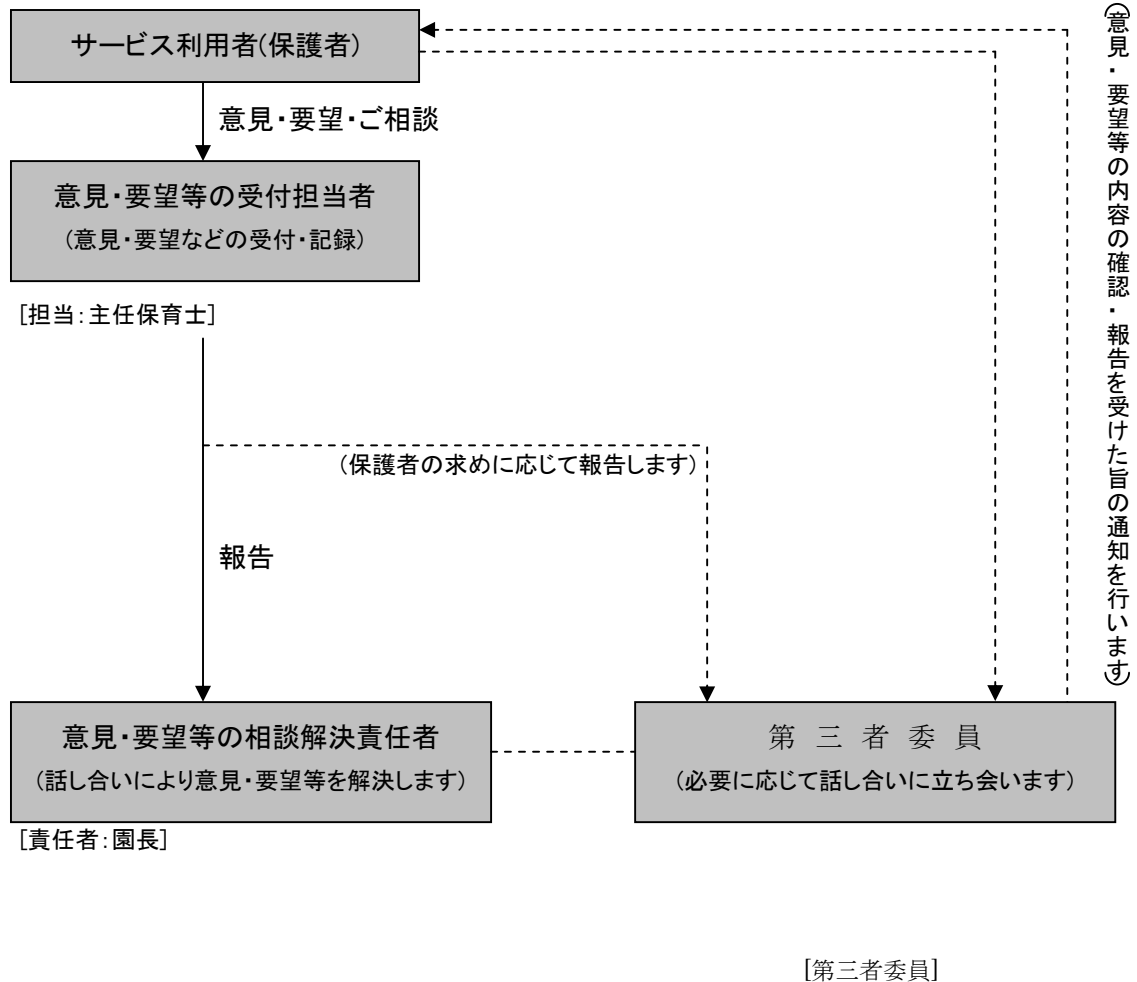 サービス利用者(保護者)
意見・要望・ご相談
意見・要望等の受付担当者
(意見・要望などの受付・記録)
[担当:主任保育士]
(保護者の求めに応じて報告します)
報告
意見・要望等の相談解決責任者
(話し合いにより意見・要望等を解決します)
[責任者:園長]
第三者委員
(必要に応じて話し合いに立ち会います)
(意見・要望等の内容の確認・報告を受けた旨の通知を行います)
[第三者委員]